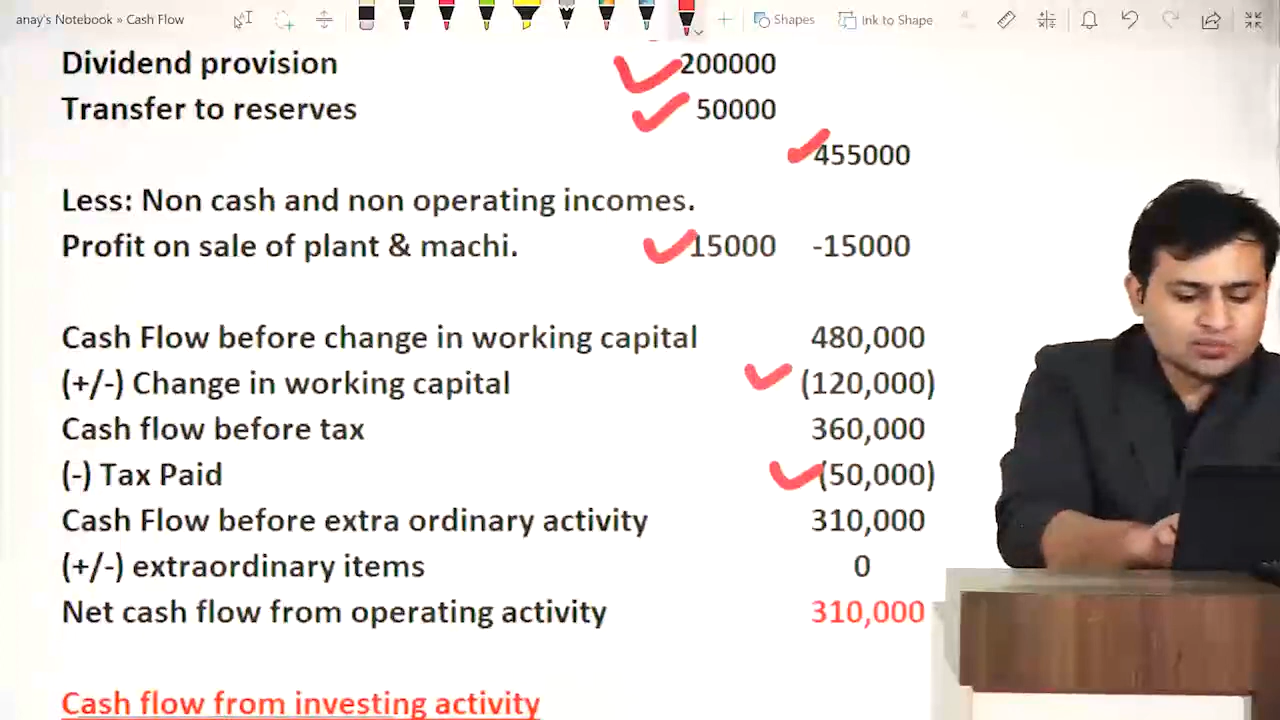 anay's Notebook » Cash Flow
Shapes
Ink to Shape
Dividend provision 200000
Transfer to reserves 50000
455000
Less: Non cash and non operating incomes.
Profit on sale of plant & machi. 15000 -15000
Cash Flow before change in working capital 480,000
(+/-) Change in working capital (120,000)
Cash flow before tax 360,000
(-) Tax Paid (50,000)
Cash Flow before extra ordinary activity 310,000
(+/-) extraordinary items 0
Net cash flow from operating activity 310,000
Cash flow from investing activity